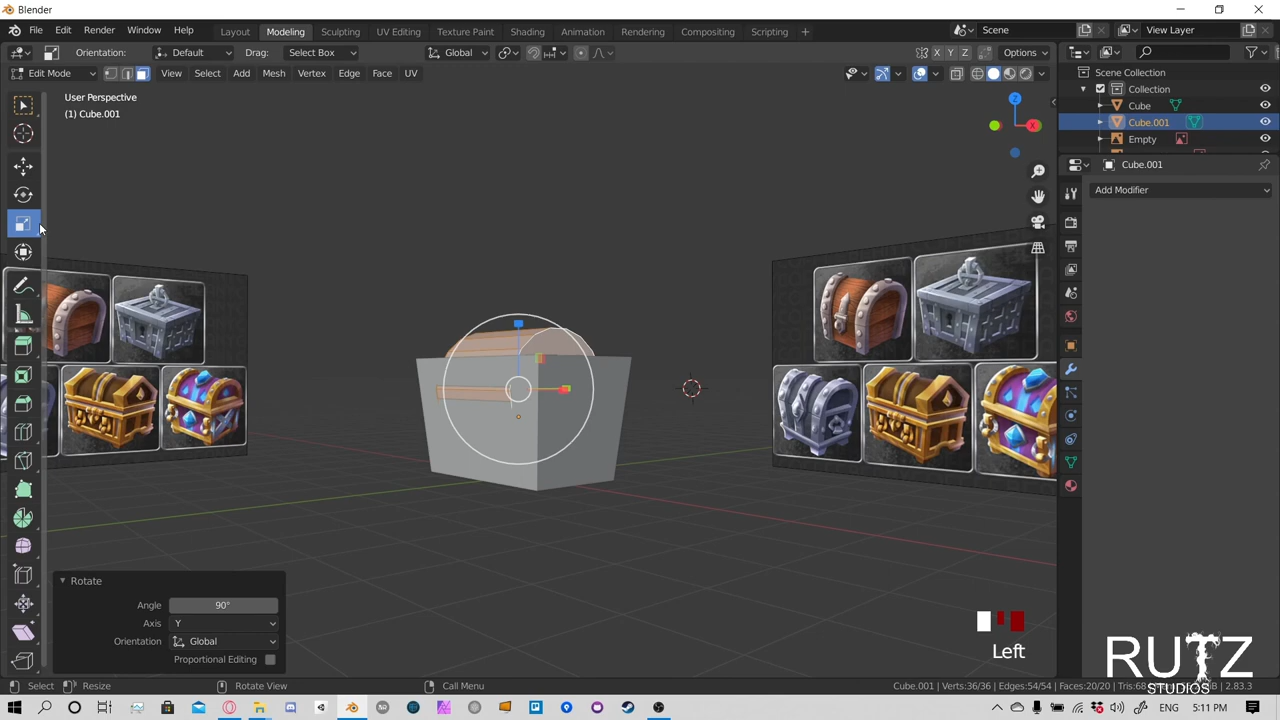 Blender
File Edit Render Window Help Layout Modeling Sculpting UV Editing Texture Paint Shading Animation Rendering Compositing Scripting + Scene View Layer
Orientation: Default Drag: Select Box Global X Y Z Options
Edit Mode View Select Add Mesh Vertex Edge Face UV
User Perspective
(1) Cube.001
Z
X
Scene Collection
Collection
Cube
Cube.001
Empty
Cube.001
Add Modifier
Rotate
Angle 90°
Axis Y
Orientation Global
Proportional Editing
Left
RUTZ
STUDIOS
Select Resize Rotate View Call Menu Cube.001 | Verts:36/36 | Edges:54/54 | Faces:20/20 | Tris:68 | 2.83.3
ENG 5:11 PM